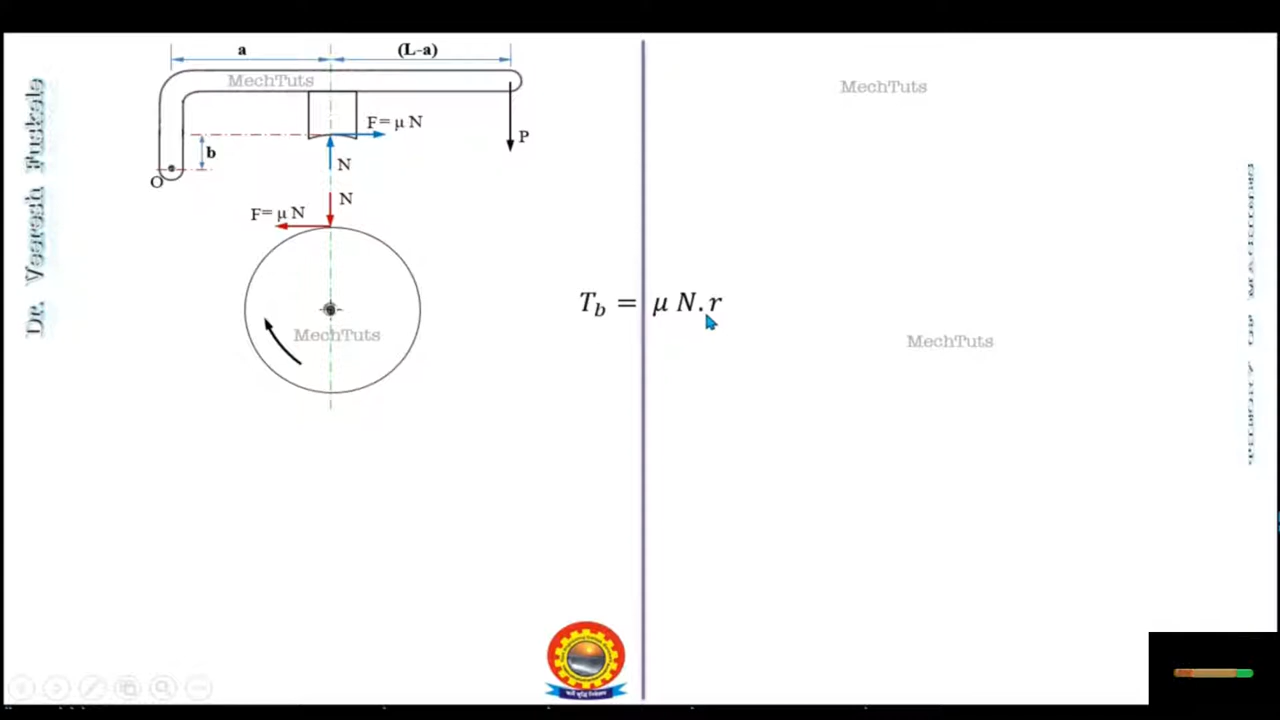 a
(L-a)
MechTuts
F= μ N
P
b
N
O
N
F= μ N
MechTuts
T_b = μ N.r
MechTuts
MechTuts
Dr. Veeresh Fuskele